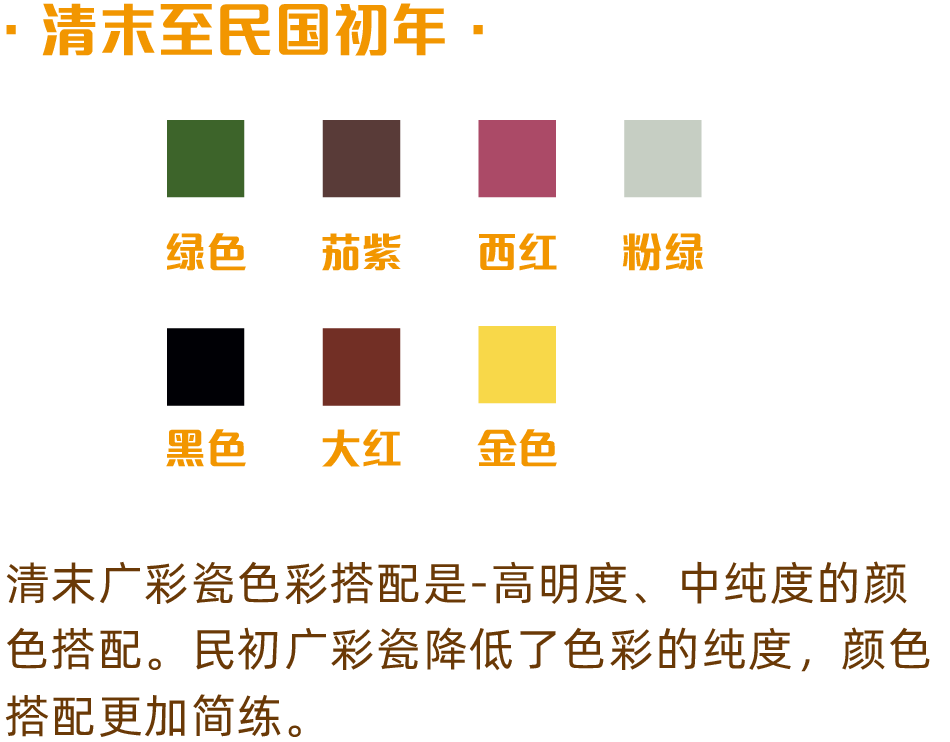 · 清末至民国初年 ·
绿色 茄紫 西红 粉绿
黑色 大红 金色
清末广彩瓷色彩搭配是-高明度、中纯度的颜
色搭配。民初广彩瓷降低了色彩的纯度，颜色
搭配更加简练。